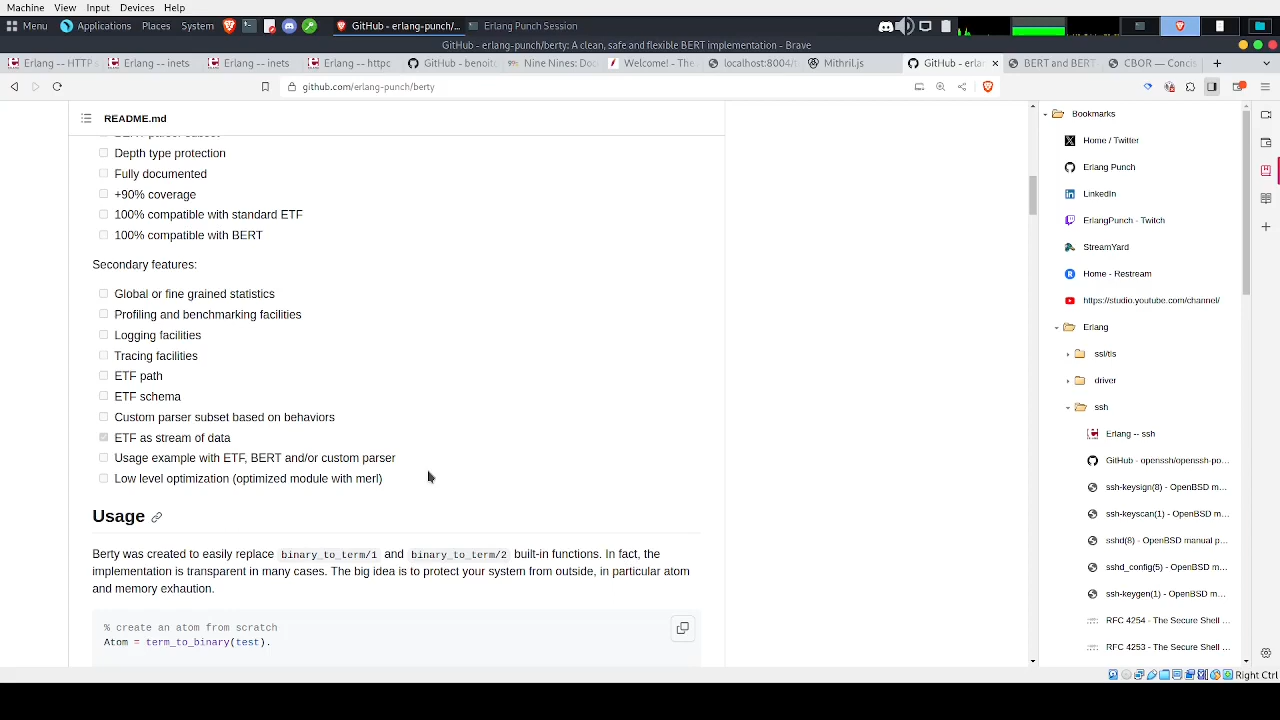 Machine View Input Devices Help
Menu Applications Places System GitHub - erlang-punch/... Erlang Punch Session
GitHub - erlang-punch/berty: A clean, safe and flexible BERT implementation - Brave
Erlang -- HTTP Erlang -- inets Erlang -- inets Erlang -- httpc GitHub - benoit Nine Nines: Doc Welcome! - The localhost:8004/t Mithril.js GitHub - erla BERT and BERT CBOR — Concis
github.com/erlang-punch/berty
README.md
Depth type protection
Fully documented
+90% coverage
100% compatible with standard ETF
100% compatible with BERT
Secondary features:
Global or fine grained statistics
Profiling and benchmarking facilities
Logging facilities
Tracing facilities
ETF path
ETF schema
Custom parser subset based on behaviors
ETF as stream of data
Usage example with ETF, BERT and/or custom parser
Low level optimization (optimized module with merl)
Usage
Berty was created to easily replace binary_to_term/1 and binary_to_term/2 built-in functions. In fact, the
implementation is transparent in many cases. The big idea is to protect your system from outside, in particular atom
and memory exhaution.
% create an atom from scratch
Atom = term_to_binary(test).
Bookmarks
Home / Twitter
Erlang Punch
LinkedIn
ErlangPunch - Twitch
StreamYard
Home - Restream
https://studio.youtube.com/channel/
Erlang
ssl/tls
driver
ssh
Erlang -- ssh
GitHub - openssh/openssh-po...
ssh-keysign(8) - OpenBSD m...
ssh-keyscan(1) - OpenBSD m...
sshd(8) - OpenBSD manual p...
sshd_config(5) - OpenBSD m...
ssh-keygen(1) - OpenBSD m...
RFC 4254 - The Secure Shell ...
RFC 4253 - The Secure Shell ...
Right Ctrl